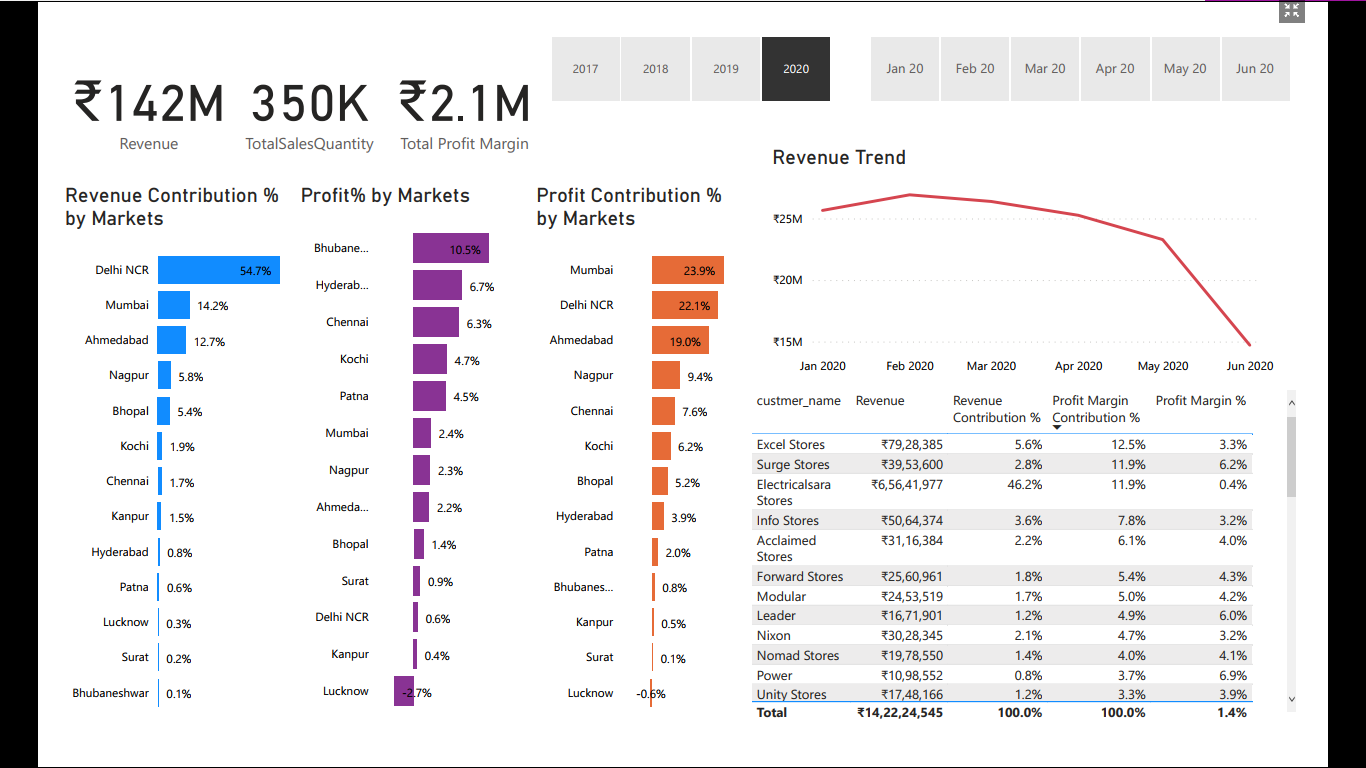 2017 2018 2019 2020 Jan 20 Feb 20 Mar 20 Apr 20 May 20 Jun 20
₹142M 350K ₹2.1M
Revenue TotalSalesQuantity Total Profit Margin
Revenue Contribution %
by Markets
Delhi NCR 54.7%
Mumbai 14.2%
Ahmedabad 12.7%
Nagpur 5.8%
Bhopal 5.4%
Kochi 1.9%
Chennai 1.7%
Kanpur 1.5%
Hyderabad 0.8%
Patna 0.6%
Lucknow 0.3%
Surat 0.2%
Bhubaneshwar 0.1%
Profit% by Markets
Bhubane... 10.5%
Hyderab... 6.7%
Chennai 6.3%
Kochi 4.7%
Patna 4.5%
Mumbai 2.4%
Nagpur 2.3%
Ahmeda... 2.2%
Bhopal 1.4%
Surat 0.9%
Delhi NCR 0.6%
Kanpur 0.4%
Lucknow -2.7%
Profit Contribution %
by Markets
Mumbai 23.9%
Delhi NCR 22.1%
Ahmedabad 19.0%
Nagpur 9.4%
Chennai 7.6%
Kochi 6.2%
Bhopal 5.2%
Hyderabad 3.9%
Patna 2.0%
Bhubanes... 0.8%
Kanpur 0.5%
Surat 0.1%
Lucknow -0.6%
Revenue Trend
₹25M
₹20M
₹15M
Jan 2020 Feb 2020 Mar 2020 Apr 2020 May 2020 Jun 2020
custmer_name Revenue Revenue Profit Margin Profit Margin %
Contribution % Contribution %
Excel Stores ₹79,28,385 5.6% 12.5% 3.3%
Surge Stores ₹39,53,600 2.8% 11.9% 6.2%
Electricalsara ₹6,56,41,977 46.2% 11.9% 0.4%
Stores
Info Stores ₹50,64,374 3.6% 7.8% 3.2%
Acclaimed ₹31,16,384 2.2% 6.1% 4.0%
Stores
Forward Stores ₹25,60,961 1.8% 5.4% 4.3%
Modular ₹24,53,519 1.7% 5.0% 4.2%
Leader ₹16,71,901 1.2% 4.9% 6.0%
Nixon ₹30,28,345 2.1% 4.7% 3.2%
Nomad Stores ₹19,78,550 1.4% 4.0% 4.1%
Power ₹10,98,552 0.8% 3.7% 6.9%
Unity Stores ₹17,48,166 1.2% 3.3% 3.9%
Total ₹14,22,24,545 100.0% 100.0% 1.4%